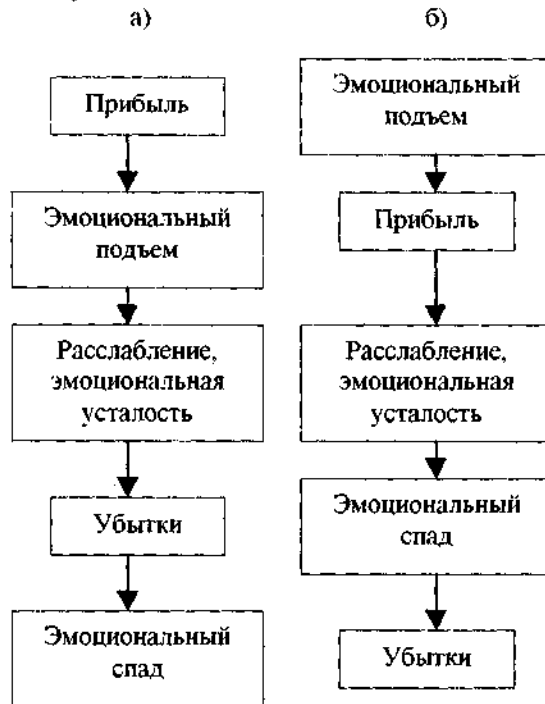 а)
Прибыль
Эмоциональный
подъем
Расслабление,
эмоциональная
усталость
Убытки
Эмоциональный
спад
б)
Эмоциональный
подъем
Прибыль
Расслабление,
эмоциональная
усталость
Эмоциональный
спад
Убытки